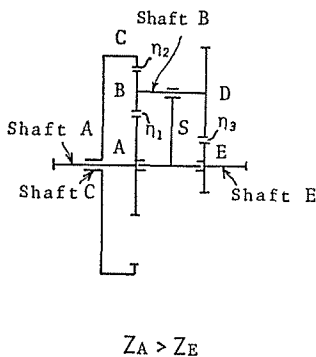 Shaft B
C
η2
B
D
Shaft A
A
η1
S
η3
E
Shaft C
Shaft E
ZA > ZE